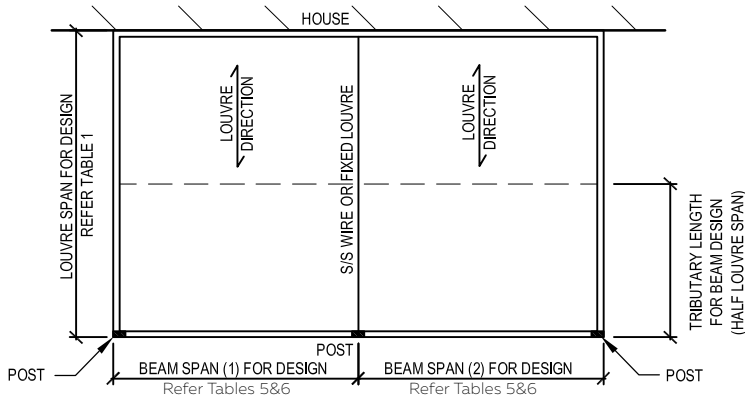 HOUSE
LOUVRE SPAN FOR DESIGN
REFER TABLE 1
LOUVRE
DIRECTION
S/S WIRE OR FIXED LOUVRE
LOUVRE
DIRECTION
TRIBUTARY LENGTH
FOR BEAM DESIGN
(HALF LOUVRE SPAN)
POST
POST
POST
BEAM SPAN (1) FOR DESIGN
Refer Tables 5&6
BEAM SPAN (2) FOR DESIGN
Refer Tables 5&6